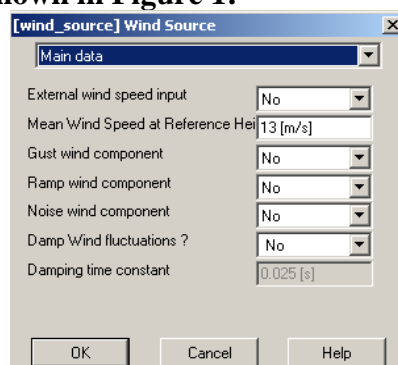 [wind_source] Wind Source
Main data
External wind speed input No
Mean Wind Speed at Reference Hei 13 [m/s]
Gust wind component No
Ramp wind component No
Noise wind component No
Damp Wind fluctuations ? No
Damping time constant 0.025 [s]
OK Cancel Help